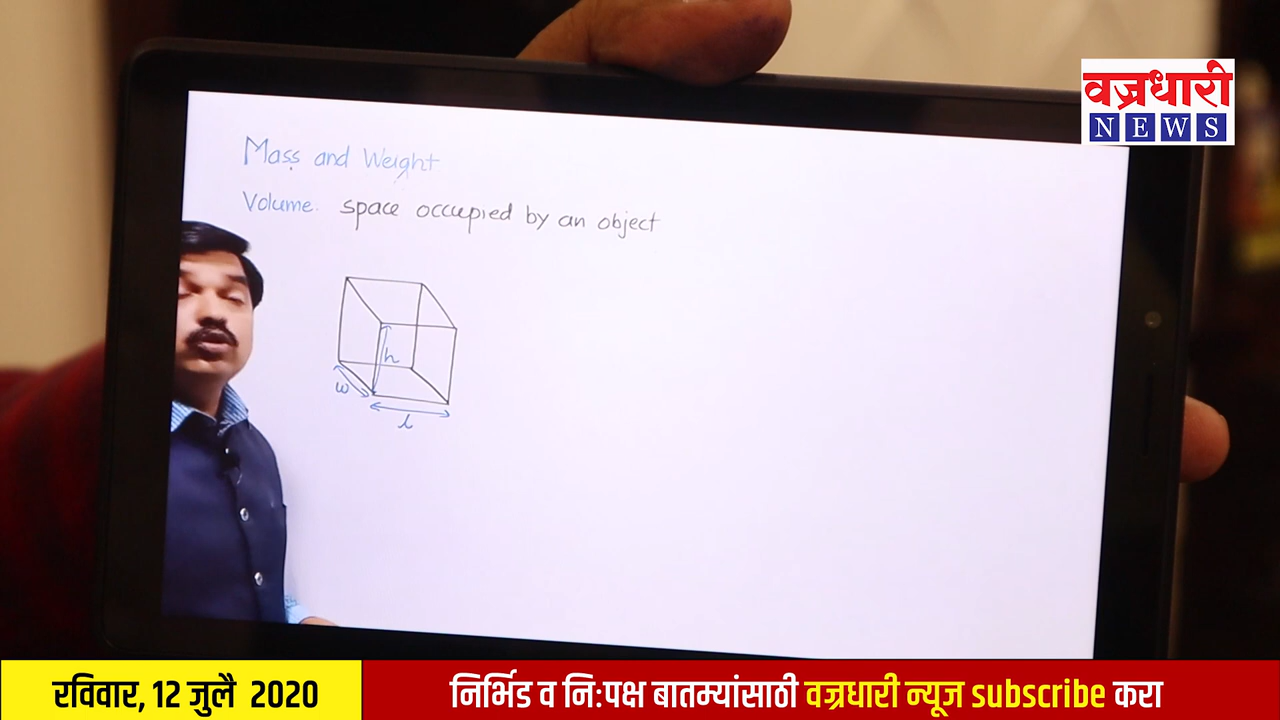 वज्रधारी
NEWS
Mass and Weight
Volume. space occupied by an object
h
w
l
रविवार, 12 जुलै 2020
निर्भिड व नि:पक्ष बातम्यांसाठी वज्रधारी न्यूज subscribe करा